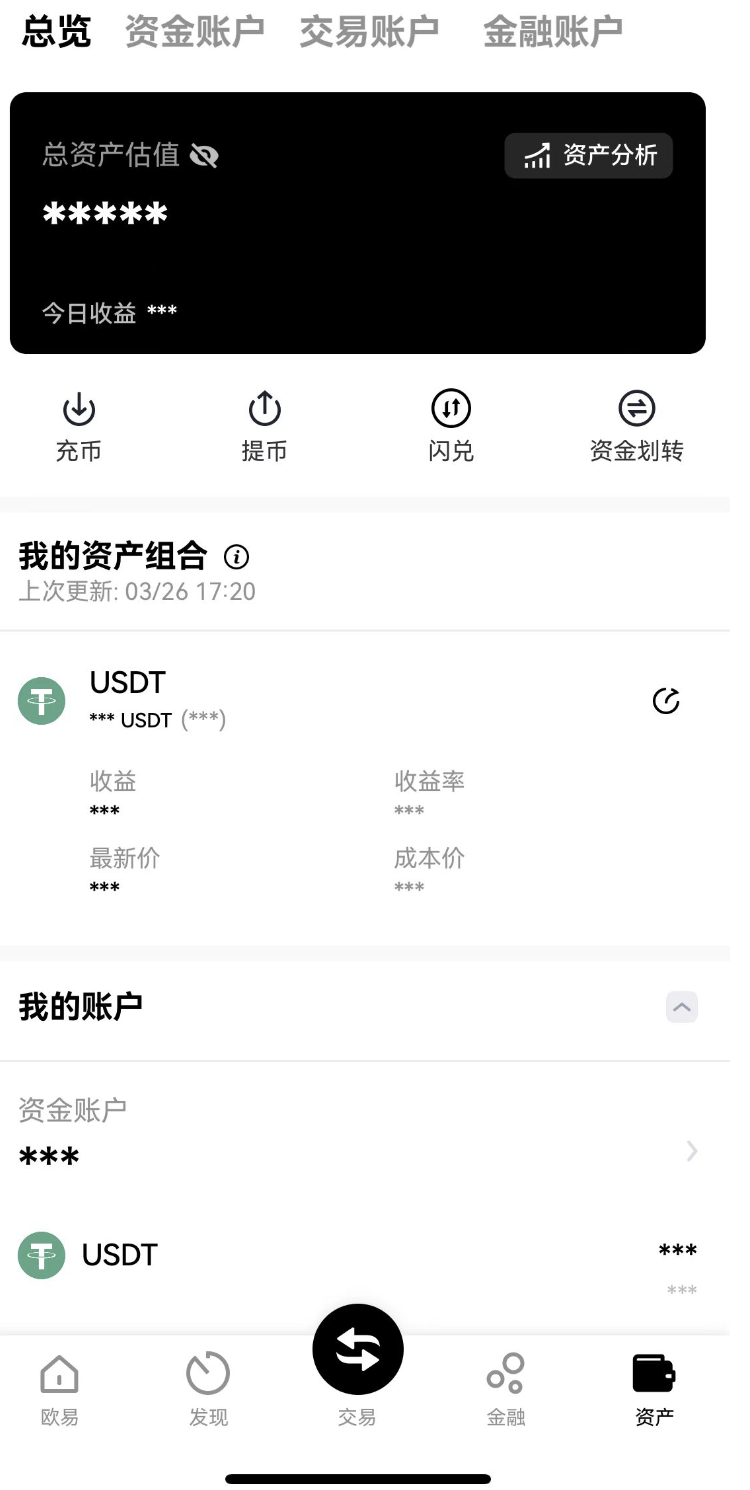 总览 资金账户 交易账户 金融账户
总资产估值
资产分析
*****
今日收益 ***
充币 提币 闪兑 资金划转
我的资产组合
上次更新: 03/26 17:20
USDT
*** USDT (***)
收益 收益率
*** ***
最新价 成本价
*** ***
我的账户
资金账户
***
USDT ***
***
欧易 发现 交易 金融 资产